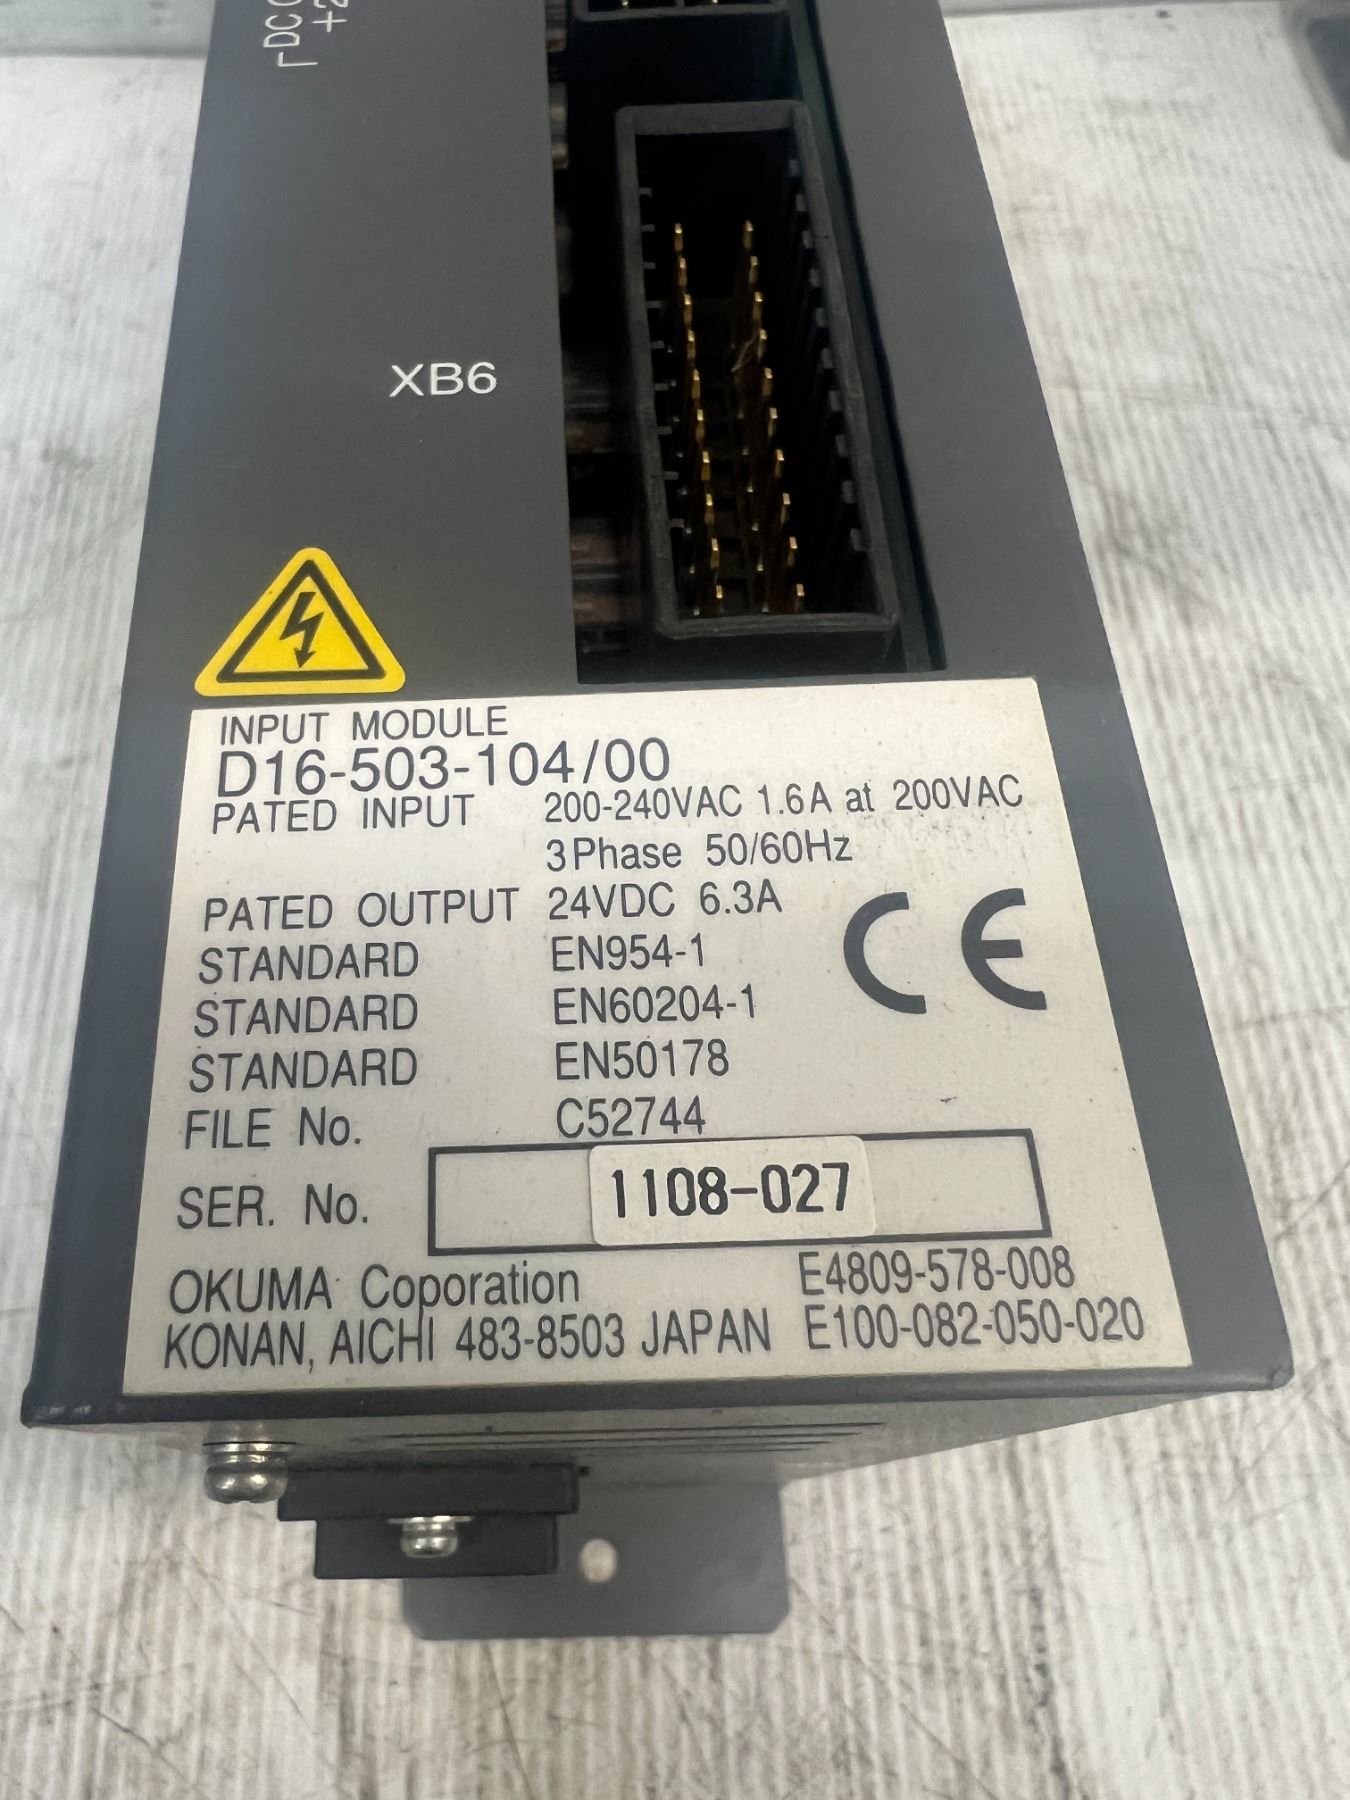 XB6
INPUT MODULE
D16-503-104/00
PATED INPUT 200-240VAC 1.6A at 200VAC
3Phase 50/60Hz
PATED OUTPUT 24VDC 6.3A
STANDARD EN954-1
STANDARD EN60204-1
STANDARD EN50178
FILE No. C52744
SER. No. 1108-027
CE
OKUMA Coporation E4809-578-008
KONAN, AICHI 483-8503 JAPAN E100-082-050-020